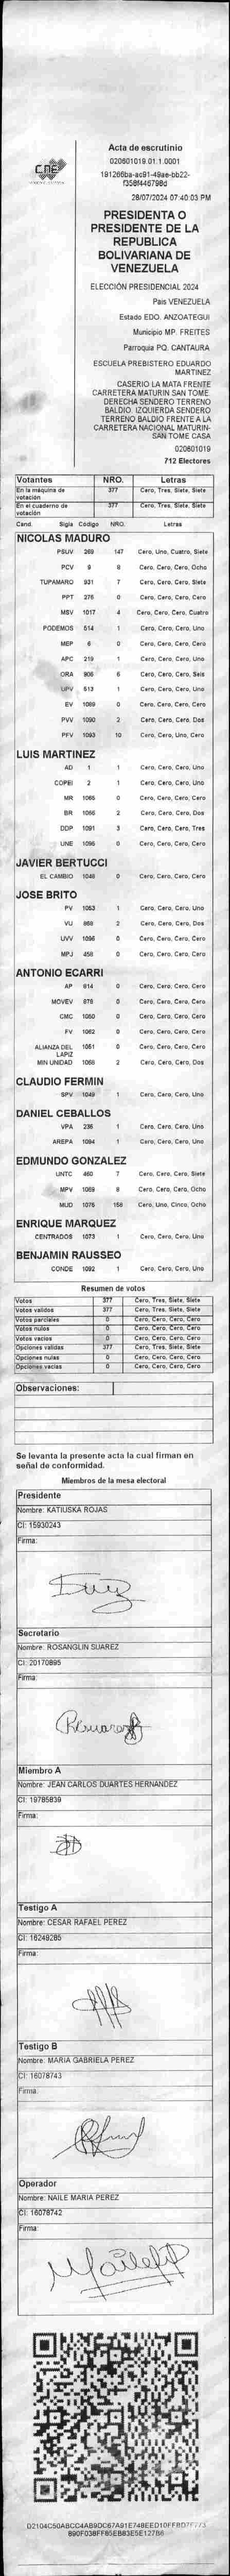 CNE
Acta de escrutinio
020601019.01.1.0001
28/07/2024 07:40:03 PM
PRESIDENTA O
PRESIDENTE DE LA
REPUBLICA
BOLIVARIANA DE
VENEZUELA
ELECCIÓN PRESIDENCIAL 2024
Pais VENEZUELA
Estado EDO. ANZOATEGUI
Municipio MP. FREITES
Parroquia PQ. CANTAURA
ESCUELA PREBISTERO EDUARDO
MARTINEZ
CASERIO LA MATA FRENTE
CARRETERA MATURIN SAN TOME.
DERECHA SENDERO TERRENO
BALDIO. IZQUIERDA SENDERO
TERRENO BALDIO FRENTE A LA
CARRETERA NACIONAL MATURIN-
SAN TOME CASA
020601019
712 Electores
Votantes NRO. Letras
En la máquina de votación 377 Cero, Tres, Siete, Siete
En el cuaderno de votación 377 Cero, Tres, Siete, Siete
Cand. Sigla Código NRO. Letras
NICOLAS MADURO
PSUV 269 147 Cero, Uno, Cuatro, Siete
PCV 9 8 Cero, Cero, Cero, Ocho
TUPAMARO 931 7 Cero, Cero, Cero, Siete
PPT 276 0 Cero, Cero, Cero, Cero
MSV 1017 4 Cero, Cero, Cero, Cuatro
PODEMOS 514 1 Cero, Cero, Cero, Uno
MEP 6 0 Cero, Cero, Cero, Cero
APC 219 1 Cero, Cero, Cero, Uno
ORA 906 6 Cero, Cero, Cero, Seis
UPV 513 1 Cero, Cero, Cero, Uno
EV 1089 0 Cero, Cero, Cero, Cero
PVV 1090 2 Cero, Cero, Cero, Dos
PFV 1093 10 Cero, Cero, Uno, Cero
LUIS MARTINEZ
AD 1 1 Cero, Cero, Cero, Uno
COPEI 2 1 Cero, Cero, Cero, Uno
MR 1065 0 Cero, Cero, Cero, Cero
BR 1055 2 Cero, Cero, Cero, Dos
DDP 1091 3 Cero, Cero, Cero, Tres
UNE 1095 0 Cero, Cero, Cero, Cero
JAVIER BERTUCCI
EL CAMBIO 1048 0 Cero, Cero, Cero, Cero
JOSE BRITO
PV 1053 1 Cero, Cero, Cero, Uno
VU 868 2 Cero, Cero, Cero, Dos
UVV 1096 0 Cero, Cero, Cero, Cero
MPJ 458 0 Cero, Cero, Cero, Cero
ANTONIO ECARRI
AP 914 0 Cero, Cero, Cero, Cero
MOVEV 878 0 Cero, Cero, Cero, Cero
CMC 1050 0 Cero, Cero, Cero, Cero
FV 1062 0 Cero, Cero, Cero, Cero
ALIANZA DEL LAPIZ 1051 0 Cero, Cero, Cero, Cero
MIN UNIDAD 1068 2 Cero, Cero, Cero, Dos
CLAUDIO FERMIN
SPV 1049 1 Cero, Cero, Cero, Uno
DANIEL CEBALLOS
VPA 236 1 Cero, Cero, Cero, Uno
AREPA 1094 1 Cero, Cero, Cero, Uno
EDMUNDO GONZALEZ
UNTC 460 7 Cero, Cero, Cero, Siete
MPV 1069 8 Cero, Cero, Cero, Ocho
MUD 1076 158 Cero, Uno, Cinco, Ocho
ENRIQUE MARQUEZ
CENTRADOS 1073 1 Cero, Cero, Cero, Uno
BENJAMIN RAUSSEO
CONDE 1092 1 Cero, Cero, Cero, Uno
Resumen de votos
Votos 377 Cero, Tres, Siete, Siete
Votos validos 377 Cero, Tres, Siete, Siete
Votos parciales 0 Cero, Cero, Cero, Cero
Votos nulos 0 Cero, Cero, Cero, Cero
Votos vacios 0 Cero, Cero, Cero, Cero
Opciones validas 377 Cero, Tres, Siete, Siete
Opciones nulas 0 Cero, Cero, Cero, Cero
Opciones vacias 0 Cero, Cero, Cero, Cero
Observaciones:
Se levanta la presente acta la cual firman en
señal de conformidad.
Miembros de la mesa electoral
Presidente
Nombre: KATIUSKA ROJAS
CI: 15930243
Firma:
Secretario
Nombre: ROSANGLIN SUAREZ
CI: 20170895
Firma:
Miembro A
Nombre: JEAN CARLOS DUARTES HERNANDEZ
CI: 19785839
Firma:
Testigo A
Nombre: CESAR RAFAEL PEREZ
CI: 16249285
Firma:
Testigo B
Nombre: MARIA GABRIELA PEREZ
CI: 16078743
Firma:
Operador
Nombre: NAILE MARIA PEREZ
CI: 16078742
Firma: